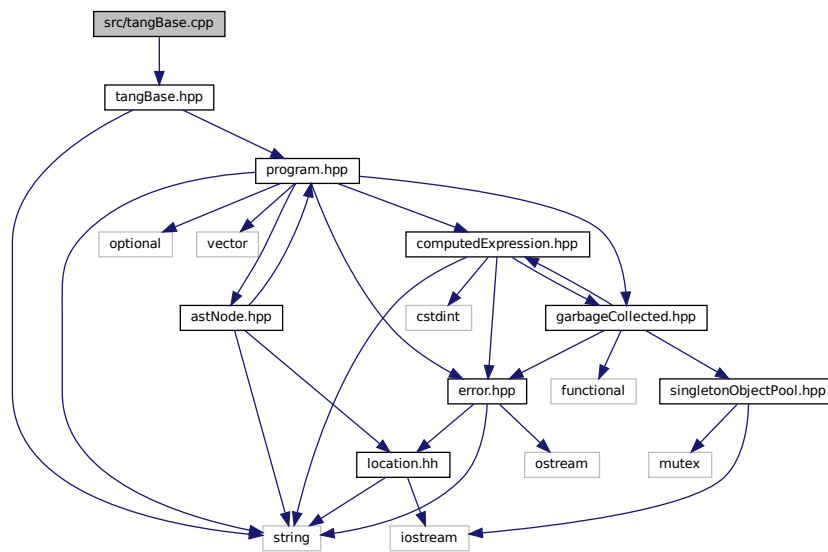 src/tangBase.cpp
tangBase.hpp
program.hpp
optional
vector
computedExpression.hpp
astNode.hpp
cstdint
garbageCollected.hpp
error.hpp
functional
singletonObjectPool.hpp
location.hh
ostream
mutex
string
iostream